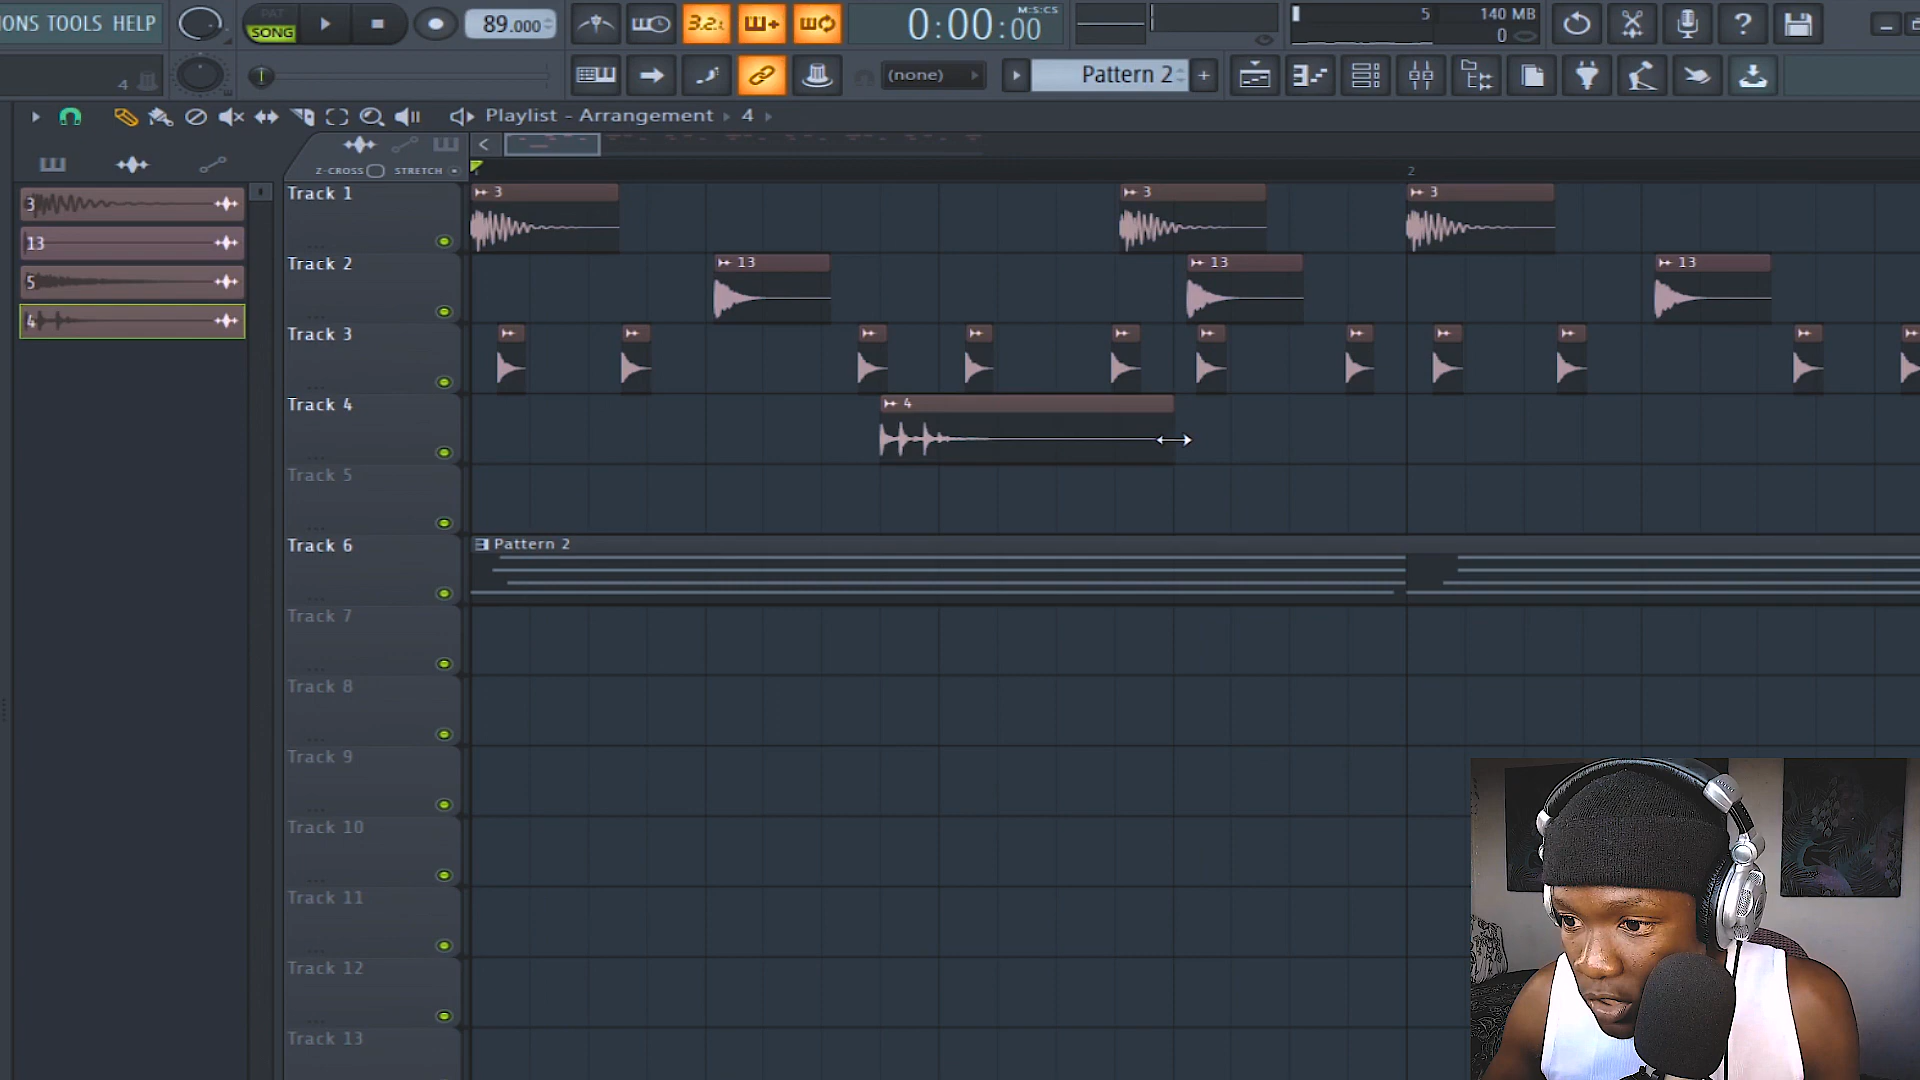 IONS TOOLS HELP
PAT
SONG
89.000
3.2.
0:00:00
M:S:CS
5
140 MB
0
?
4
(none)
Pattern 2
+
Playlist - Arrangement ▸ 4 ▸
Z-CROSS
STRETCH
2
3
13
5
4
Track 1
3
3
3
Track 2
13
13
13
Track 3
Track 4
4
Track 5
Track 6
Pattern 2
Track 7
Track 8
Track 9
Track 10
Track 11
Track 12
Track 13